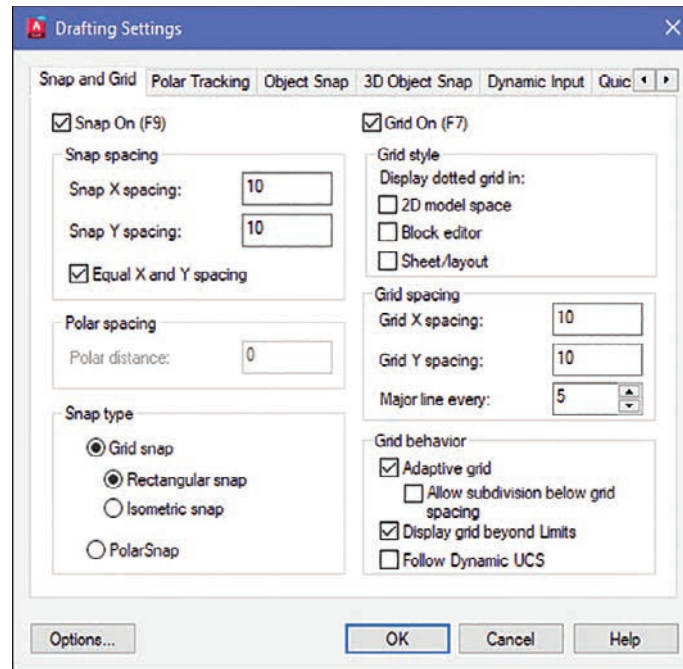 Drafting Settings
Snap and Grid Polar Tracking Object Snap 3D Object Snap Dynamic Input Quic
Snap On (F9)
Snap spacing
Snap X spacing: 10
Snap Y spacing: 10
Equal X and Y spacing
Polar spacing
Polar distance: 0
Snap type
Grid snap
Rectangular snap
Isometric snap
PolarSnap
Grid On (F7)
Grid style
Display dotted grid in:
2D model space
Block editor
Sheet/layout
Grid spacing
Grid X spacing: 10
Grid Y spacing: 10
Major line every: 5
Grid behavior
Adaptive grid
Allow subdivision below grid
spacing
Display grid beyond Limits
Follow Dynamic UCS
Options... OK Cancel Help